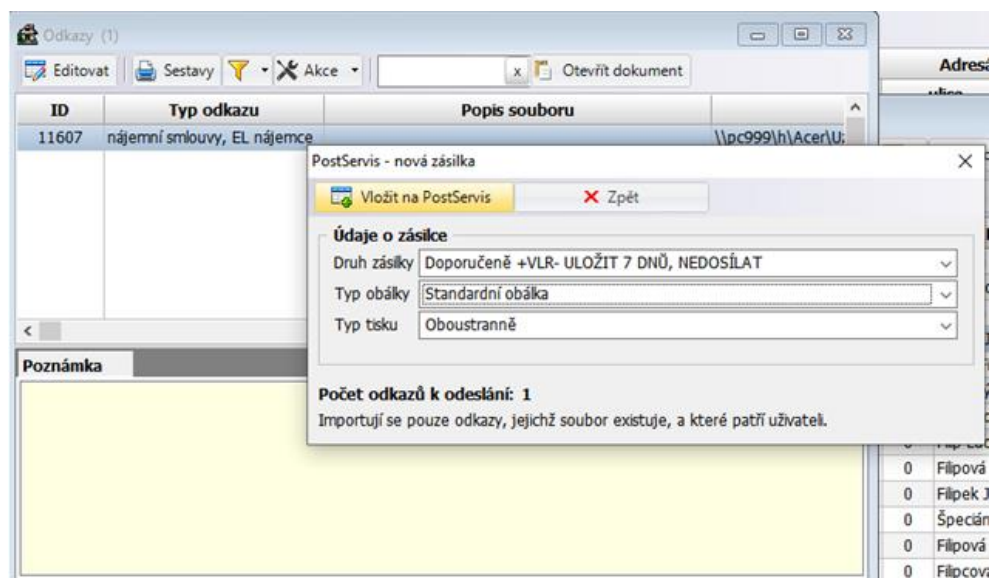 Odkazy (1)
Editovat Sestavy Akce x Otevřít dokument
ID Typ odkazu Popis souboru
11607 nájemní smlouvy, EL nájemce \\pc999\h\Acer\U:
PostServis - nová zásilka
Vložit na PostServis Zpět
Údaje o zásilce
Druh zásilky Doporučeně +VLR- ULOŽIT 7 DNŮ, NEDOSÍLAT
Typ obálky Standardní obálka
Typ tisku Oboustranně
Počet odkazů k odeslání: 1
Importují se pouze odkazy, jejichž soubor existuje, a které patří uživateli.
Poznámka
Adresá
0 Filipová
0 Filipek J
0 Špecián
0 Filipová
0 Filipcova